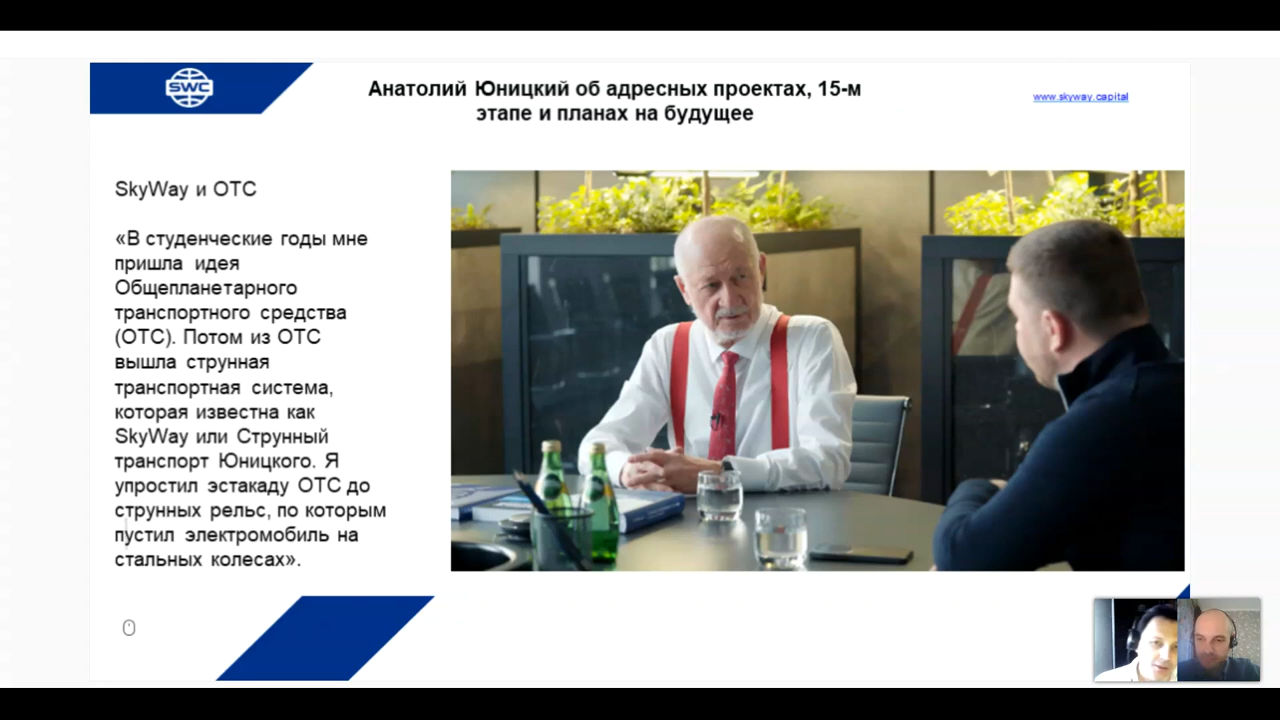 SWC
Анатолий Юницкий об адресных проектах, 15-м
этапе и планах на будущее
www.skyway.capital
SkyWay и ОТС
«В студенческие годы мне
пришла идея
Общепланетарного
транспортного средства
(ОТС). Потом из ОТС
вышла струнная
транспортная система,
которая известна как
SkyWay или Струнный
транспорт Юницкого. Я
упростил эстакаду ОТС до
струнных рельс, по которым
пустил электромобиль на
стальных колесах».